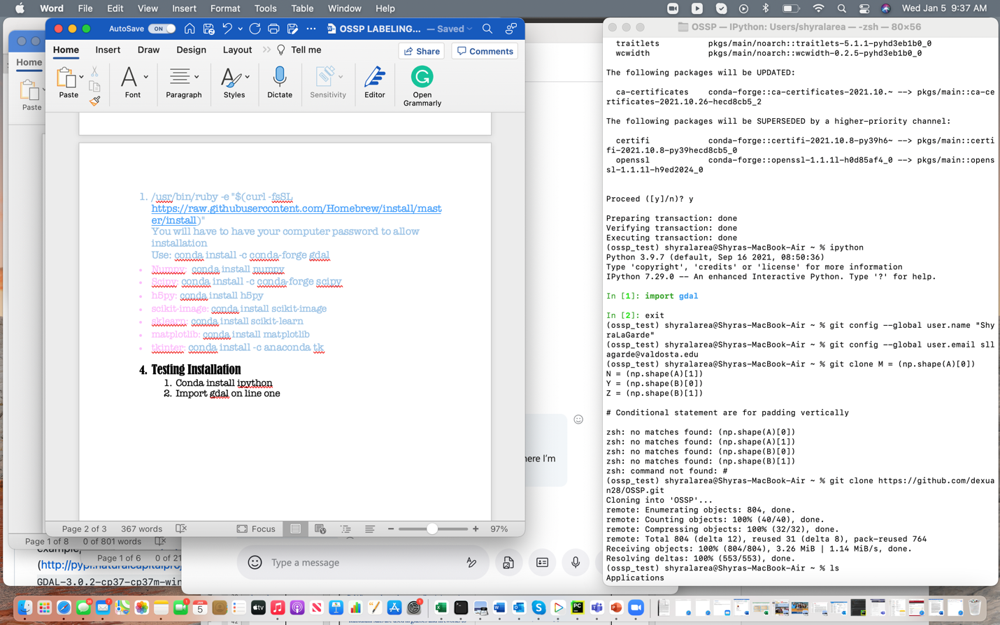 Word File Edit View Insert Format Tools Table Window Help Wed Jan 5 9:37 AM
AutoSave ON OSSP LABELING... — Saved
Home Insert Draw Design Layout Tell me Share Comments
Paste Font Paragraph Styles Dictate Sensitivity Editor Open Grammarly
Home
Paste
1. /usr/bin/ruby -e "$(curl -fsSL
https://raw.githubusercontent.com/Homebrew/install/mast
er/install)"
You will have to have your computer password to allow
installation
Use: conda install -c conda-forge gdal
• Numpy: conda install numpy
• Scipy: conda install -c conda-forge scipy
• h5py: conda install h5py
• scikit-image: conda install scikit-image
• sklearn: conda install scikit-learn
• matplotlib: conda install matplotlib
• tkinter: conda install -c anaconda tk
4. Testing Installation
1. Conda install ipython
2. Import gdal on line one
Page 2 of 3 367 words Focus 97%
Page 1 of 8 0 of 801 words
example,
Page 1 of 6 0 of 21
GDAL-3.0.2-cp37-cp37m-win
here I'm
Type a message
OSSP — IPython: Users/shyralarea — -zsh — 80×56
traitlets pkgs/main/noarch::traitlets-5.1.1-pyhd3eb1b0_0
wcwidth pkgs/main/noarch::wcwidth-0.2.5-pyhd3eb1b0_0
The following packages will be UPDATED:
ca-certificates conda-forge::ca-certificates-2021.10.~ --> pkgs/main::ca-ce
rtificates-2021.10.26-hecd8cb5_2
The following packages will be SUPERSEDED by a higher-priority channel:
certifi conda-forge::certifi-2021.10.8-py39h6~ --> pkgs/main::certi
fi-2021.10.8-py39hecd8cb5_0
openssl conda-forge::openssl-1.1.1l-h0d85af4_0 --> pkgs/main::opens
sl-1.1.1l-h9ed2024_0
Proceed ([y]/n)? y
Preparing transaction: done
Verifying transaction: done
Executing transaction: done
(ossp_test) shyralarea@Shyras-MacBook-Air ~ % ipython
Python 3.9.7 (default, Sep 16 2021, 08:50:36)
Type 'copyright', 'credits' or 'license' for more information
IPython 7.29.0 -- An enhanced Interactive Python. Type '?' for help.
In [1]: import gdal
In [2]: exit
(ossp_test) shyralarea@Shyras-MacBook-Air ~ % git config --global user.name "Shy
raLaGarde"
(ossp_test) shyralarea@Shyras-MacBook-Air ~ % git config --global user.email sll
agarde@valdosta.edu
(ossp_test) shyralarea@Shyras-MacBook-Air ~ % git clone M = (np.shape(A)[0])
N = (np.shape(A)[1])
Y = (np.shape(B)[0])
Z = (np.shape(B)[1])
# Conditional statement are for padding vertically
zsh: no matches found: (np.shape(A)[0])
zsh: no matches found: (np.shape(A)[1])
zsh: no matches found: (np.shape(B)[0])
zsh: no matches found: (np.shape(B)[1])
zsh: command not found: #
(ossp_test) shyralarea@Shyras-MacBook-Air ~ % git clone https://github.com/dexua
n28/OSSP.git
Cloning into 'OSSP'...
remote: Enumerating objects: 804, done.
remote: Counting objects: 100% (40/40), done.
remote: Compressing objects: 100% (32/32), done.
remote: Total 804 (delta 12), reused 31 (delta 8), pack-reused 764
Receiving objects: 100% (804/804), 3.26 MiB | 1.14 MiB/s, done.
Resolving deltas: 100% (553/553), done.
(ossp_test) shyralarea@Shyras-MacBook-Air ~ % ls
Applications